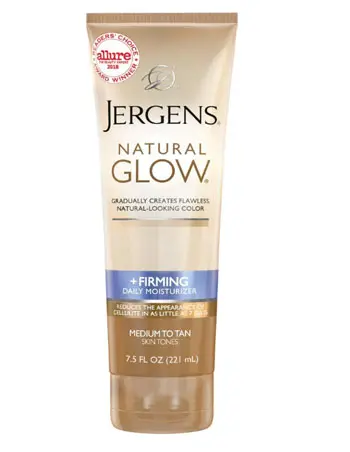 READERS' CHOICE
allure
THE BEAUTY EXPERT
2018
AWARD WINNER
JERGENS®
NATURAL
GLOW®
GRADUALLY CREATES FLAWLESS,
NATURAL-LOOKING COLOR
+FIRMING
DAILY MOISTURIZER
REDUCES THE APPEARANCE OF
CELLULITE IN AS LITTLE AS 7 DAYS
MEDIUM TO TAN
SKIN TONES
7.5 FL OZ (221 mL)